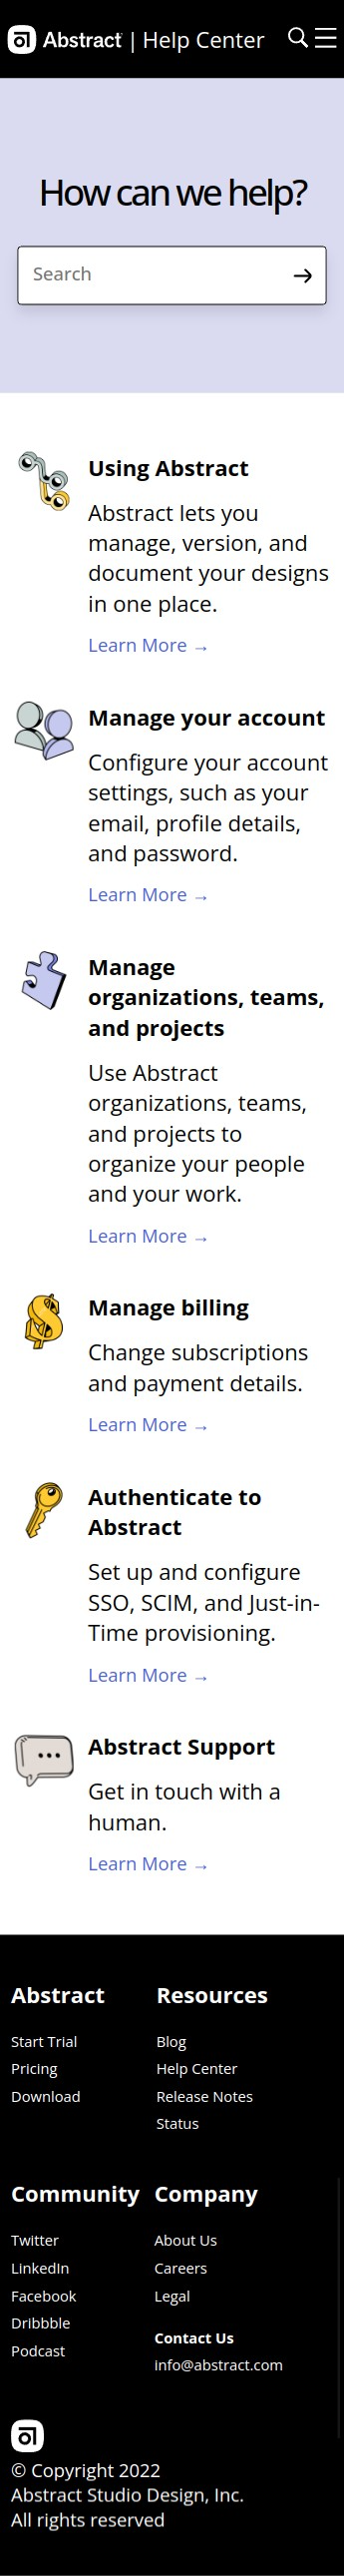 Abstract | Help Center
How can we help?
Search →
Using Abstract
Abstract lets you
manage, version, and
document your designs
in one place.
Learn More →
Manage your account
Configure your account
settings, such as your
email, profile details,
and password.
Learn More →
Manage
organizations, teams,
and projects
Use Abstract
organizations, teams,
and projects to
organize your people
and your work.
Learn More →
Manage billing
Change subscriptions
and payment details.
Learn More →
Authenticate to
Abstract
Set up and configure
SSO, SCIM, and Just-in-
Time provisioning.
Learn More →
Abstract Support
Get in touch with a
human.
Learn More →
Abstract
Start Trial
Pricing
Download
Resources
Blog
Help Center
Release Notes
Status
Community
Twitter
LinkedIn
Facebook
Dribbble
Podcast
Company
About Us
Careers
Legal
Contact Us
info@abstract.com
© Copyright 2022
Abstract Studio Design, Inc.
All rights reserved